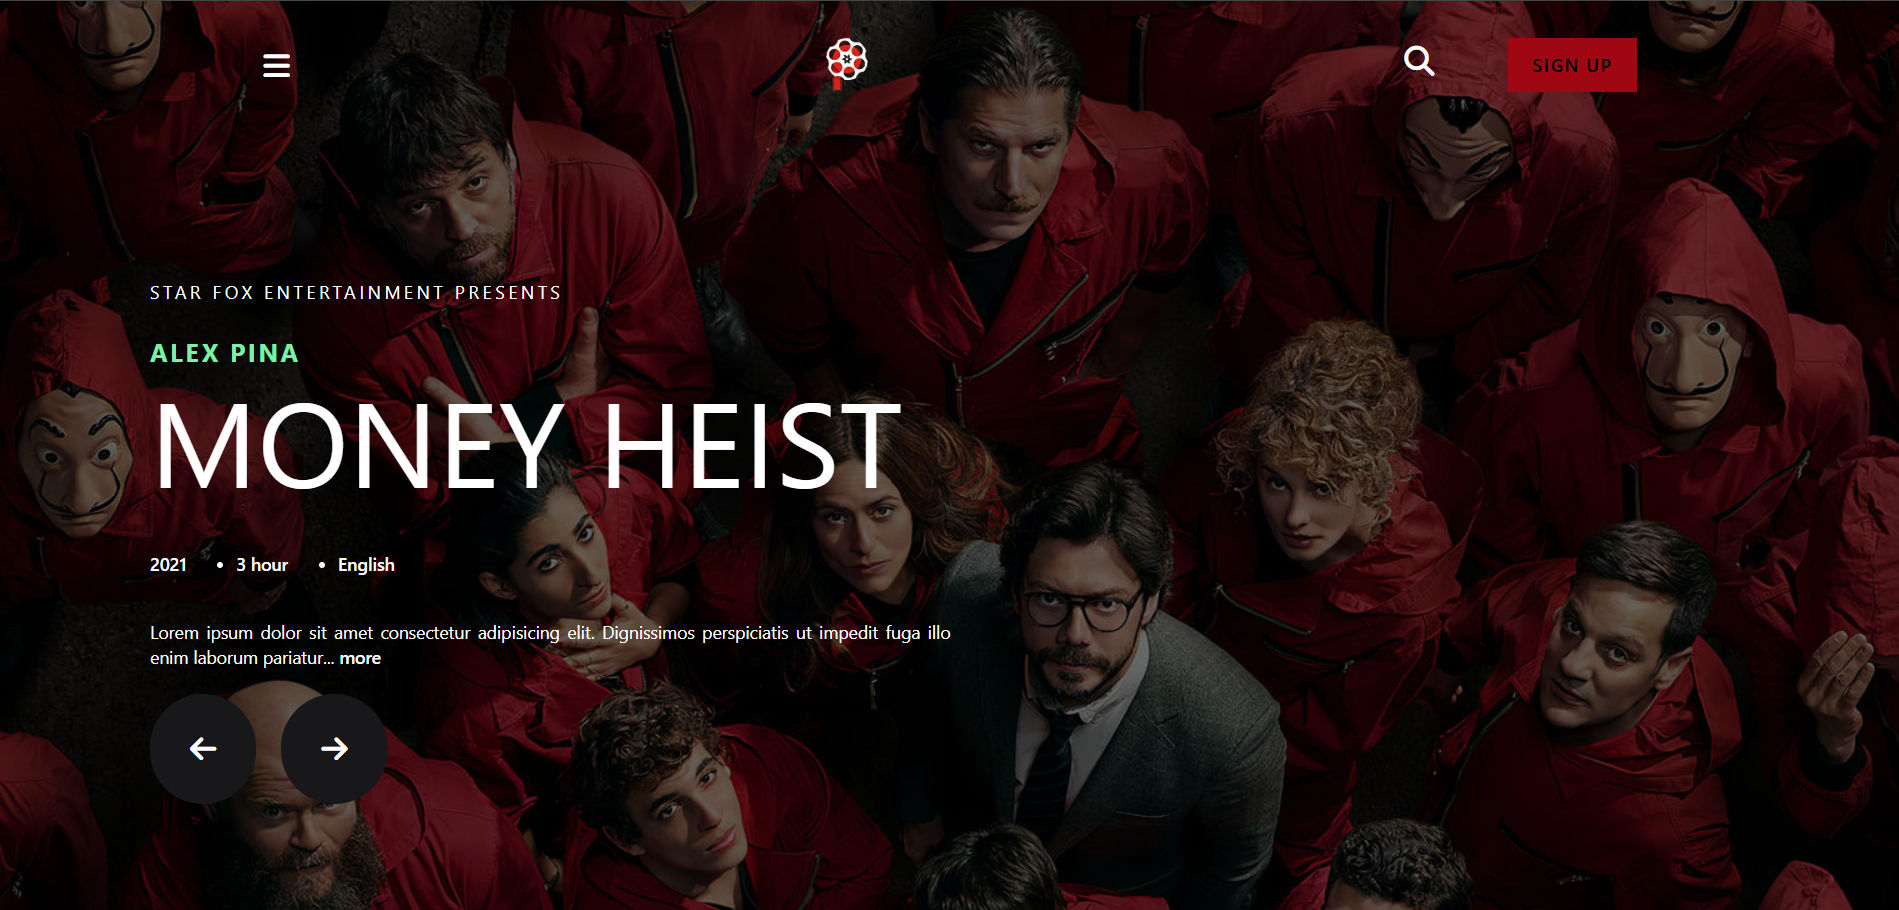 SIGN UP
STAR FOX ENTERTAINMENT PRESENTS
ALEX PINA
MONEY HEIST
2021 • 3 hour • English
Lorem ipsum dolor sit amet consectetur adipisicing elit. Dignissimos perspiciatis ut impedit fuga illo
enim laborum pariatur... more